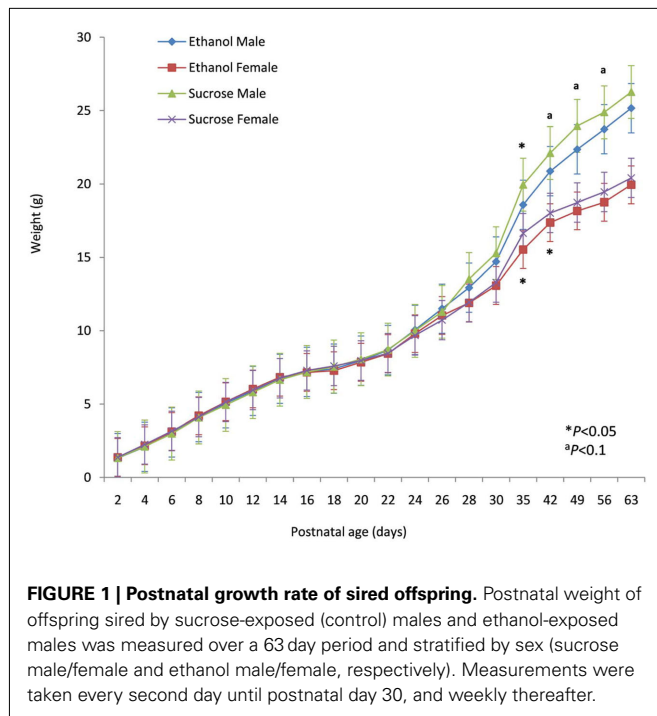 30
25
20
15
10
5
0
Weight (g)
Ethanol Male
Ethanol Female
Sucrose Male
Sucrose Female
*
a
a
a
*
*
*P<0.05
aP<0.1
2 4 6 8 10 12 14 16 18 20 22 24 26 28 30 35 42 49 56 63
Postnatal age (days)
FIGURE 1 | Postnatal growth rate of sired offspring. Postnatal weight of
offspring sired by sucrose-exposed (control) males and ethanol-exposed
males was measured over a 63 day period and stratified by sex (sucrose
male/female and ethanol male/female, respectively). Measurements were
taken every second day until postnatal day 30, and weekly thereafter.